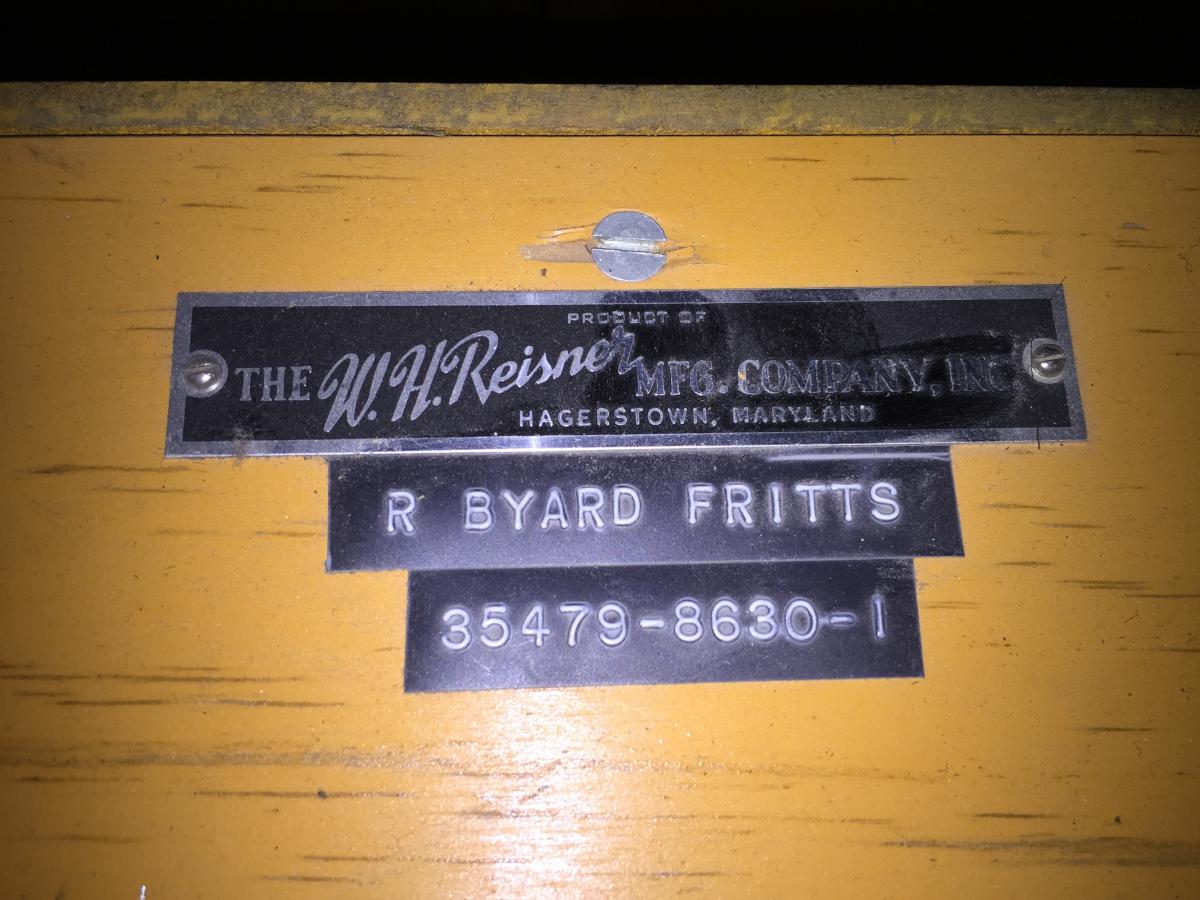 PRODUCT OF
THE W.H. Reisner MFG. COMPANY, INC
HAGERSTOWN, MARYLAND
R BYARD FRITTS
35479-8630-1